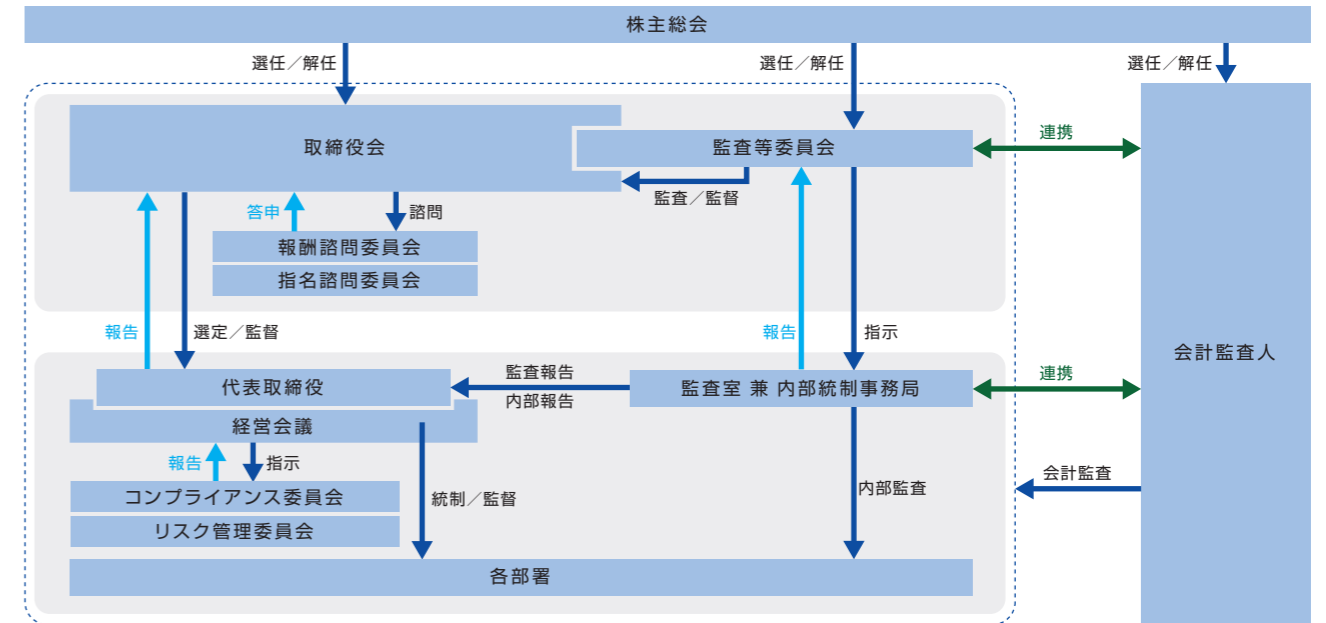 株主総会
選任／解任
選任／解任
選任／解任
取締役会
監査等委員会
連携
監査／監督
答申
諮問
報酬諮問委員会
指名諮問委員会
報告
選定／監督
報告
指示
会計監査人
代表取締役
監査報告
内部報告
監査室 兼 内部統制事務局
連携
経営会議
報告
指示
コンプライアンス委員会
リスク管理委員会
統制／監督
内部監査
会計監査
各部署